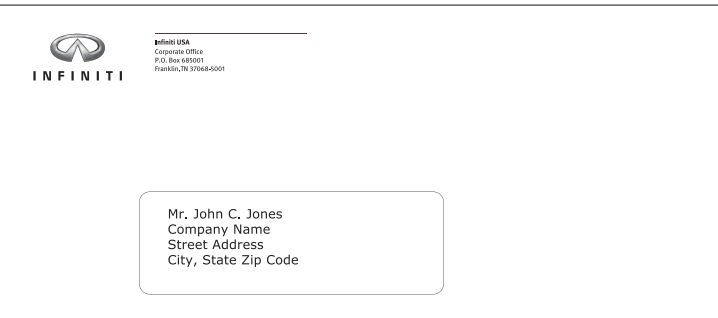 INFINITI
Infiniti USA
Corporate Office
P.O. Box 685001
Franklin,TN 37068-5001
Mr. John C. Jones
Company Name
Street Address
City, State Zip Code